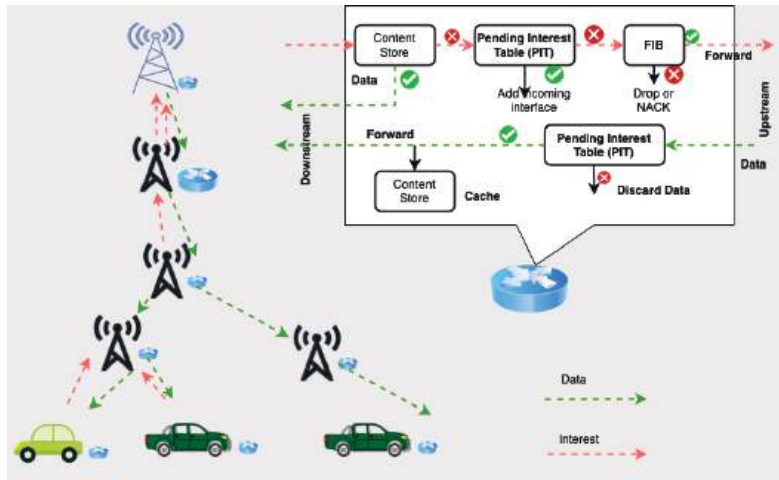 Content
Store
Pending Interest
Table (PIT)
FIB
Forward
Data
Add incoming
interface
Drop or
NACK
Upstream
Downstream
Forward
Pending Interest
Table (PIT)
Data
Content
Store
Cache
Discard Data
Data
Interest